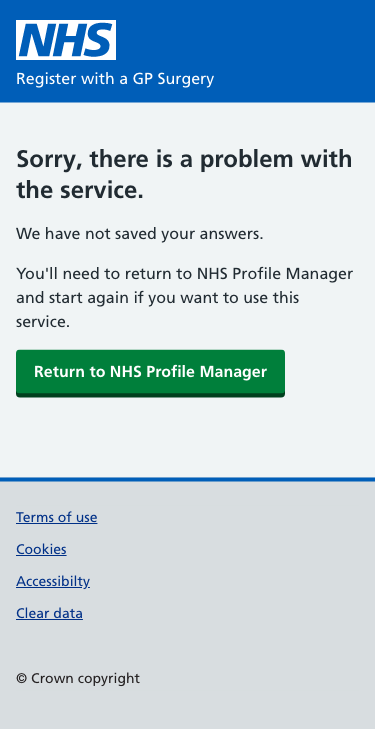 NHS
Register with a GP Surgery
Sorry, there is a problem with
the service.
We have not saved your answers.
You'll need to return to NHS Profile Manager
and start again if you want to use this
service.
Return to NHS Profile Manager
Terms of use
Cookies
Accessibilty
Clear data
© Crown copyright